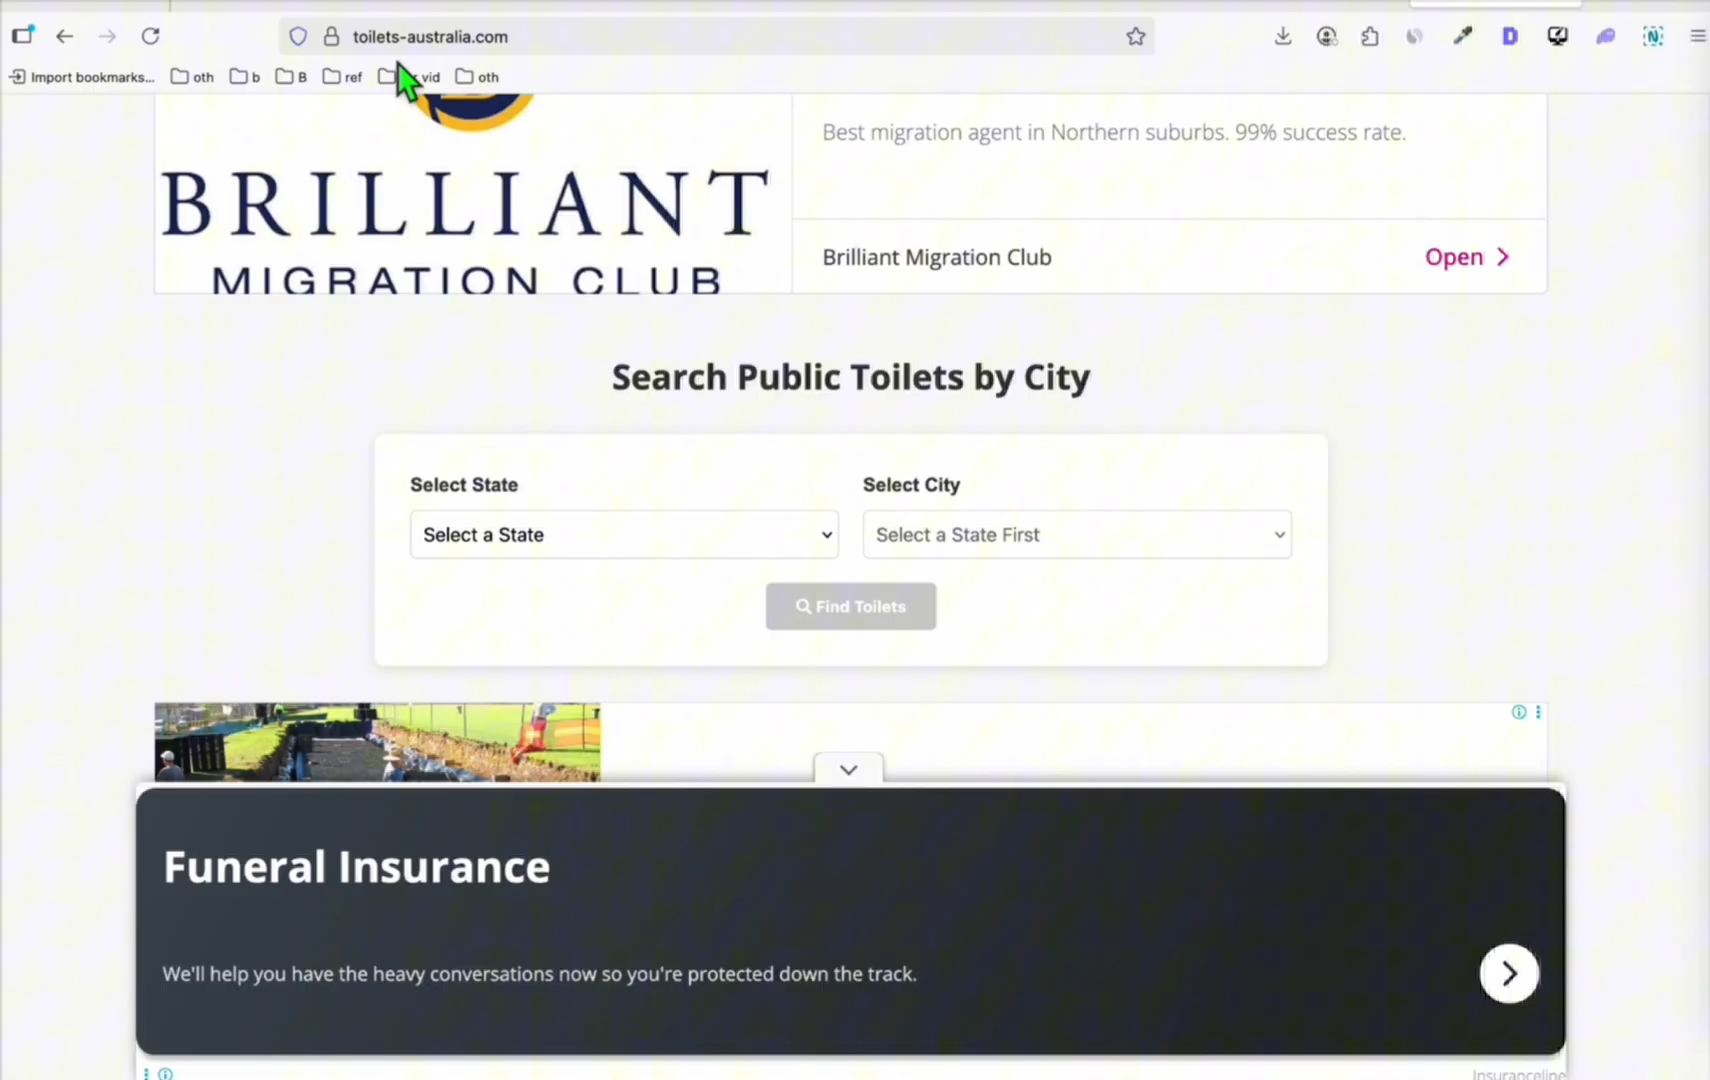 toilets-australia.com
Import bookmarks...
oth
b
B
ref
vid
oth
BRILLIANT
MIGRATION CLUB
Best migration agent in Northern suburbs. 99% success rate.
Brilliant Migration Club
Open
Search Public Toilets by City
Select State
Select City
Select a State
Select a State First
Find Toilets
Funeral Insurance
We'll help you have the heavy conversations now so you're protected down the track.
Insuranceline